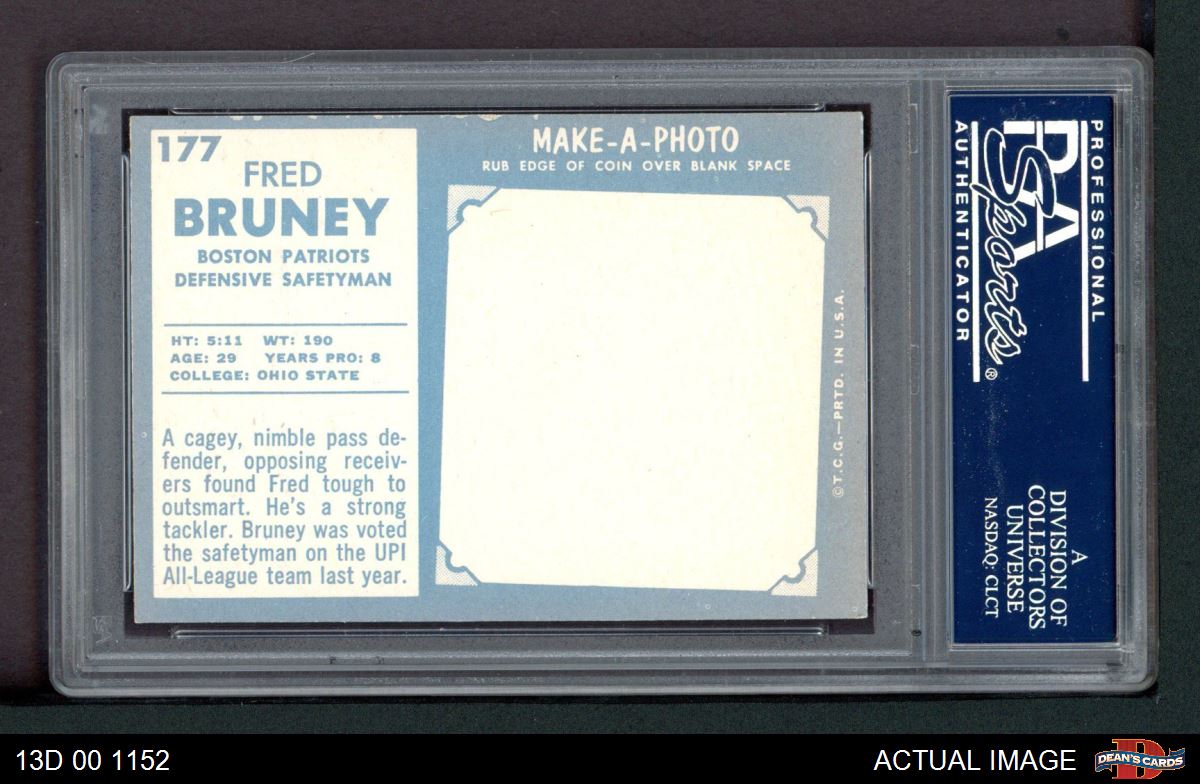 177
FRED
BRUNEY
BOSTON PATRIOTS
DEFENSIVE SAFETYMAN
HT: 5:11 WT: 190
AGE: 29 YEARS PRO: 8
COLLEGE: OHIO STATE
A cagey, nimble pass de-
fender, opposing receiv-
ers found Fred tough to
outsmart. He's a strong
tackler. Bruney was voted
the safetyman on the UPI
All-League team last year.
MAKE-A-PHOTO
RUB EDGE OF COIN OVER BLANK SPACE
©T.C.G.—PRTD. IN U.S.A.
PROFESSIONAL
PSA
Sports®
AUTHENTICATOR
A
DIVISION OF
COLLECTORS
UNIVERSE
NASDAQ: CLCT
13D 00 1152
ACTUAL IMAGE
D
DEAN'S CARDS